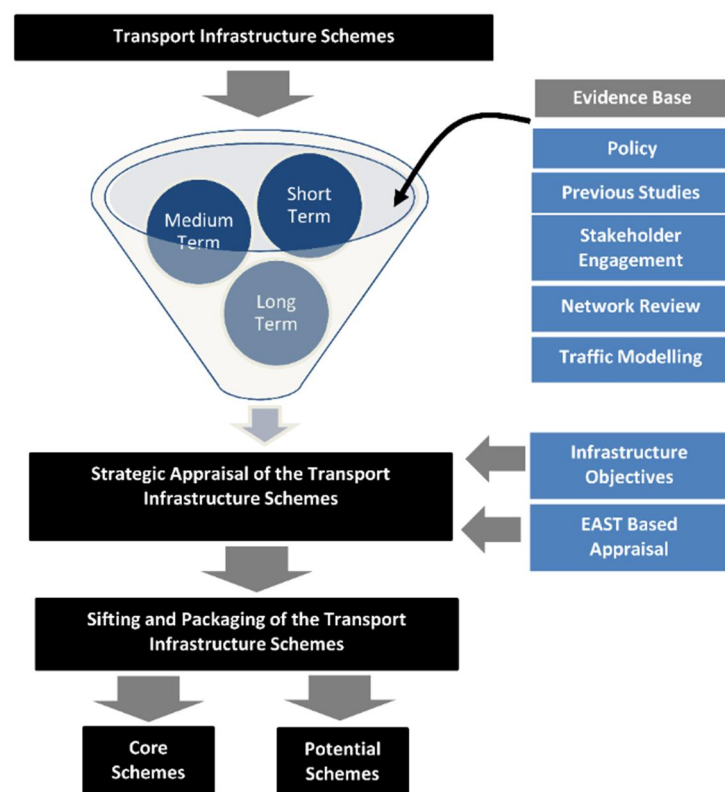 Transport Infrastructure Schemes
Evidence Base
Policy
Previous Studies
Stakeholder
Engagement
Network Review
Traffic Modelling
Short
Term
Medium
Term
Long
Term
Strategic Appraisal of the Transport
Infrastructure Schemes
Infrastructure
Objectives
EAST Based
Appraisal
Sifting and Packaging of the Transport
Infrastructure Schemes
Core
Schemes
Potential
Schemes